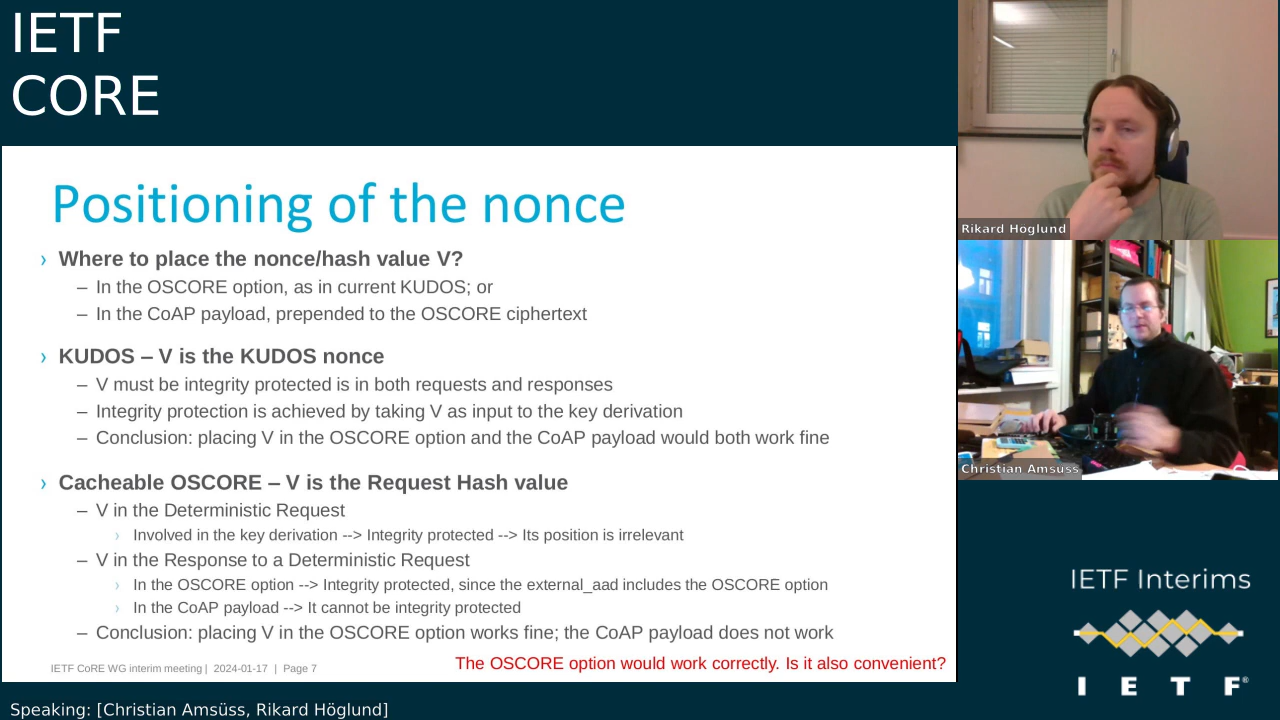 IETF
CORE
Positioning of the nonce
› Where to place the nonce/hash value V?
– In the OSCORE option, as in current KUDOS; or
– In the CoAP payload, prepended to the OSCORE ciphertext
› KUDOS – V is the KUDOS nonce
– V must be integrity protected is in both requests and responses
– Integrity protection is achieved by taking V as input to the key derivation
– Conclusion: placing V in the OSCORE option and the CoAP payload would both work fine
› Cacheable OSCORE – V is the Request Hash value
– V in the Deterministic Request
› Involved in the key derivation --> Integrity protected --> Its position is irrelevant
– V in the Response to a Deterministic Request
› In the OSCORE option --> Integrity protected, since the external_aad includes the OSCORE option
› In the CoAP payload --> It cannot be integrity protected
– Conclusion: placing V in the OSCORE option works fine; the CoAP payload does not work
The OSCORE option would work correctly. Is it also convenient?
IETF CoRE WG interim meeting | 2024-01-17 | Page 7
Rikard Höglund
Christian Amsüss
IETF Interims
I E T F®
Speaking: [Christian Amsüss, Rikard Höglund]